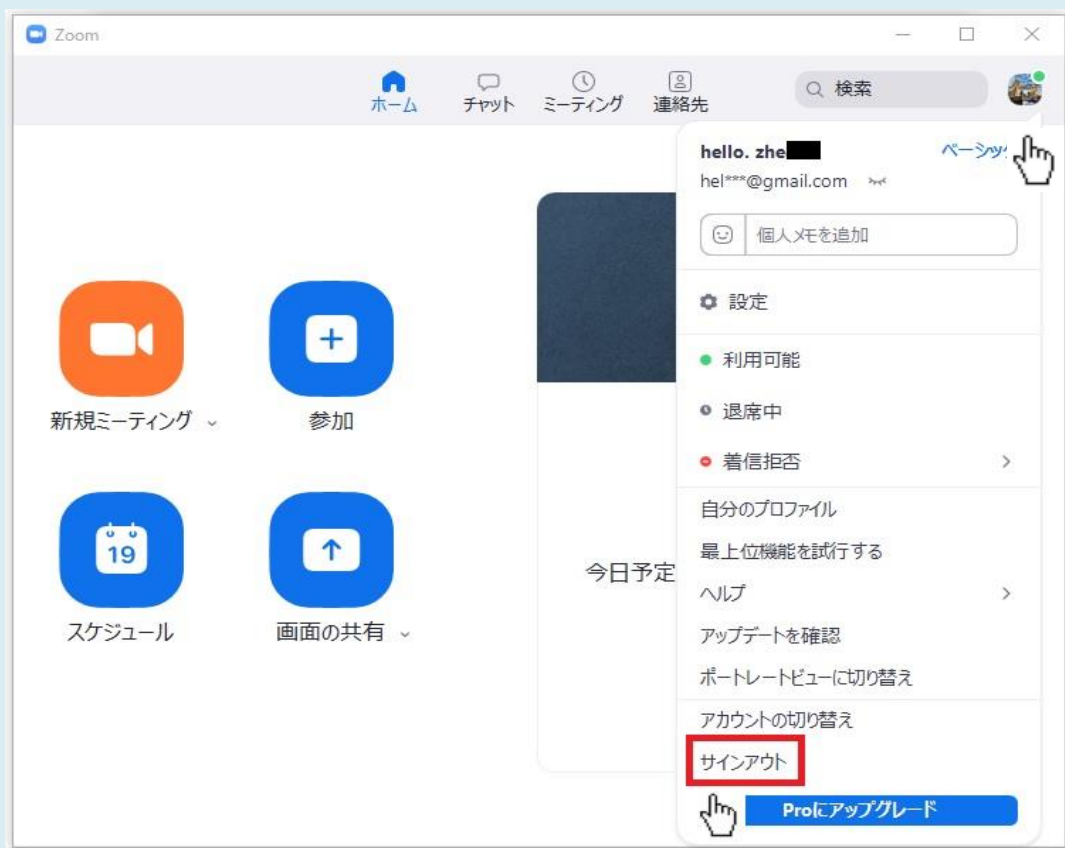 Zoom
ホーム
チャット
ミーティング
連絡先
検索
hello. zhe
ベーシック
hel***@gmail.com
個人メモを追加
設定
利用可能
退席中
着信拒否
新規ミーティング
参加
自分のプロファイル
最上位機能を試行する
19
今日予定
ヘルプ
スケジュール
画面の共有
アップデートを確認
ポートレートビューに切り替え
アカウントの切り替え
サインアウト
Proにアップグレード